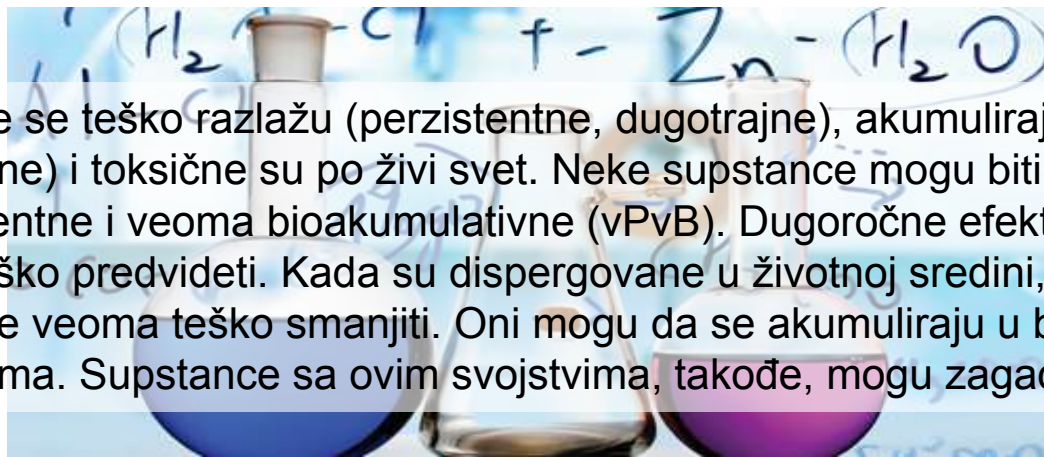 (H₂ -Cl + - Zn - (H₂O)
e se teško razlažu (perzistentne, dugotrajne), akumuliraj
ne) i toksične su po živi svet. Neke supstance mogu biti
entne i veoma bioakumulativne (vPvB). Dugoročne efekt
ško predvideti. Kada su dispergovane u životnoj sredini,
e veoma teško smanjiti. Oni mogu da se akumuliraju u b
ma. Supstance sa ovim svojstvima, takođe, mogu zagađ